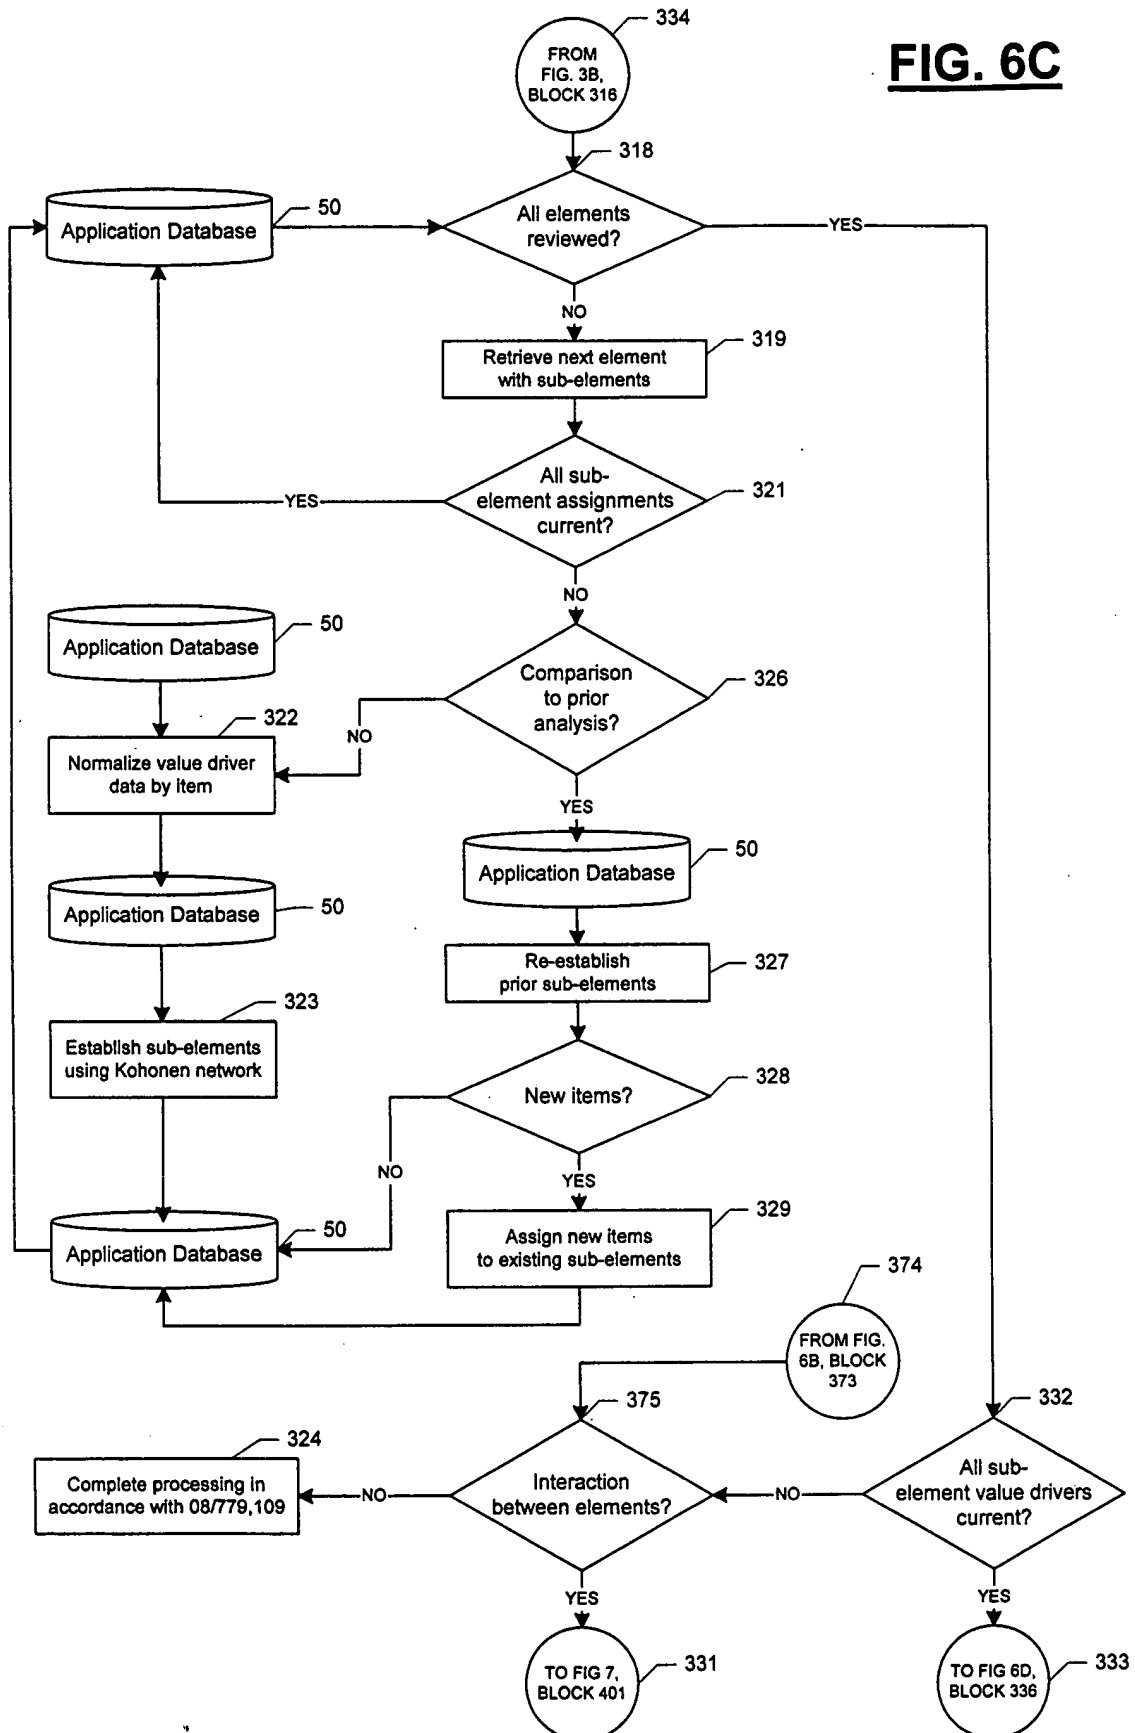 FIG. 6C
334
FROM
FIG. 3B,
BLOCK 316
318
All elements
reviewed?
YES
50
Application Database
NO
319
Retrieve next element
with sub-elements
All sub-
element assignments
current?
321
YES
NO
50
Application Database
Comparison
to prior
analysis?
326
322
NO
Normalize value driver
data by item
YES
50
Application Database
50
Application Database
Re-establish
prior sub-elements
327
323
Establish sub-elements
using Kohonen network
New items?
328
NO
YES
50
Application Database
329
Assign new items
to existing sub-elements
374
FROM FIG.
6B, BLOCK
373
375
332
324
Complete processing in
accordance with 08/779,109
NO
Interaction
between elements?
NO
All sub-
element value drivers
current?
YES
YES
TO FIG 7,
BLOCK 401
331
TO FIG 6D,
BLOCK 336
333